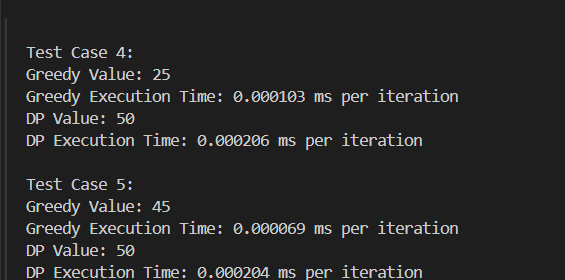 Test Case 4:
Greedy Value: 25
Greedy Execution Time: 0.000103 ms per iteration
DP Value: 50
DP Execution Time: 0.000206 ms per iteration
Test Case 5:
Greedy Value: 45
Greedy Execution Time: 0.000069 ms per iteration
DP Value: 50
DP Execution Time: 0.000204 ms per iteration